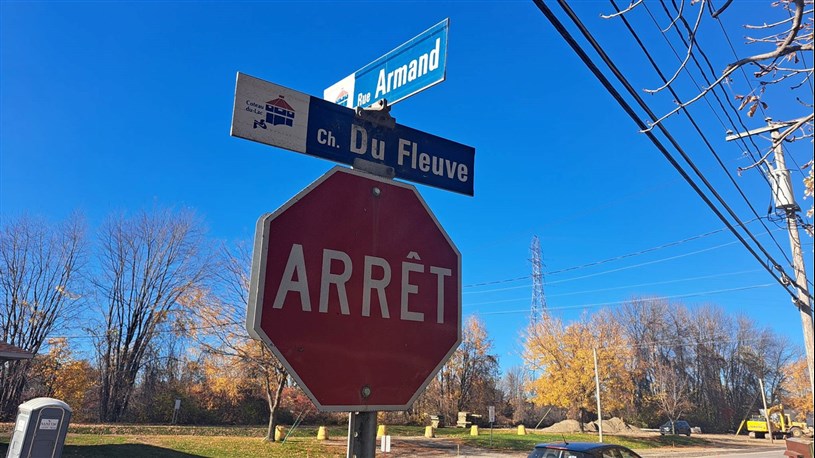 Rue Armand
Coteau-
du-Lac
Ch. Du Fleuve
ARRÊT